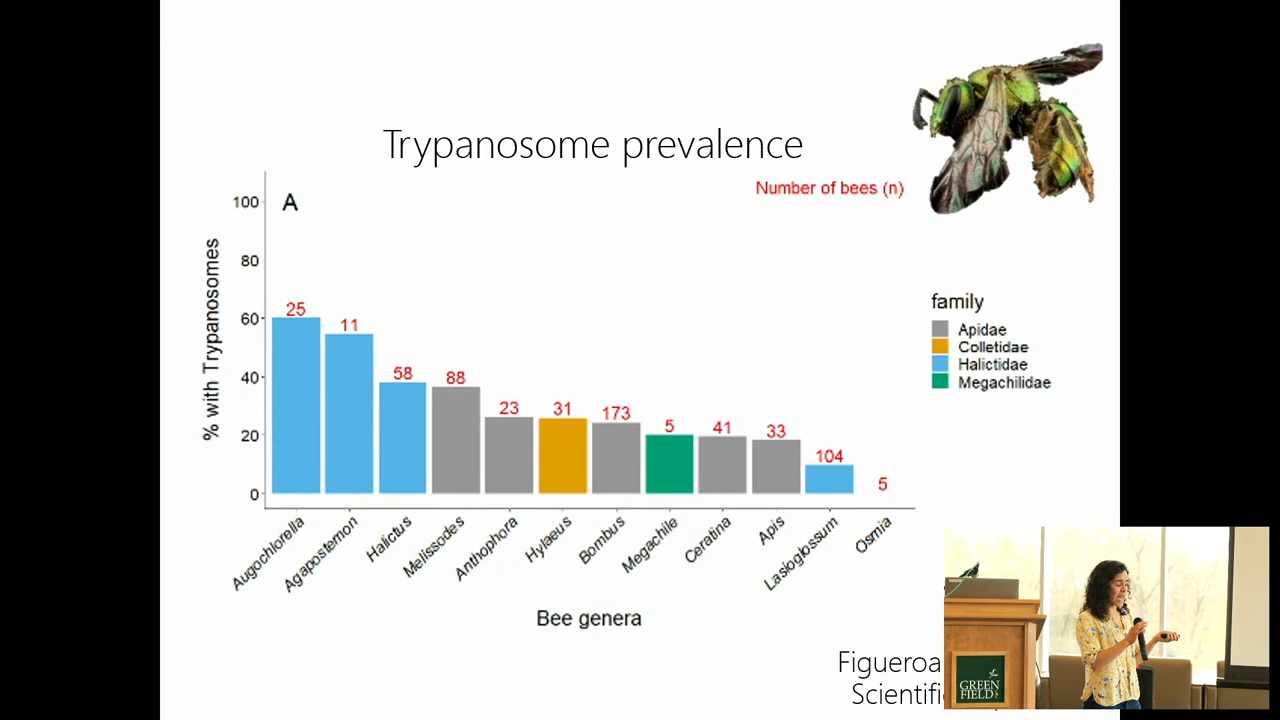 Trypanosome prevalence
Number of bees (n)
A
% with Trypanosomes
100
80
60
40
20
0
25
11
58
88
23
31
173
5
41
33
104
5
Augochlorella
Agapostemon
Halictus
Melissodes
Anthophora
Hylaeus
Bombus
Megachile
Ceratina
Apis
Lasioglossum
Osmia
Bee genera
family
Apidae
Colletidae
Halictidae
Megachilidae
Figueroa
Scientifi
GREEN
FIELD